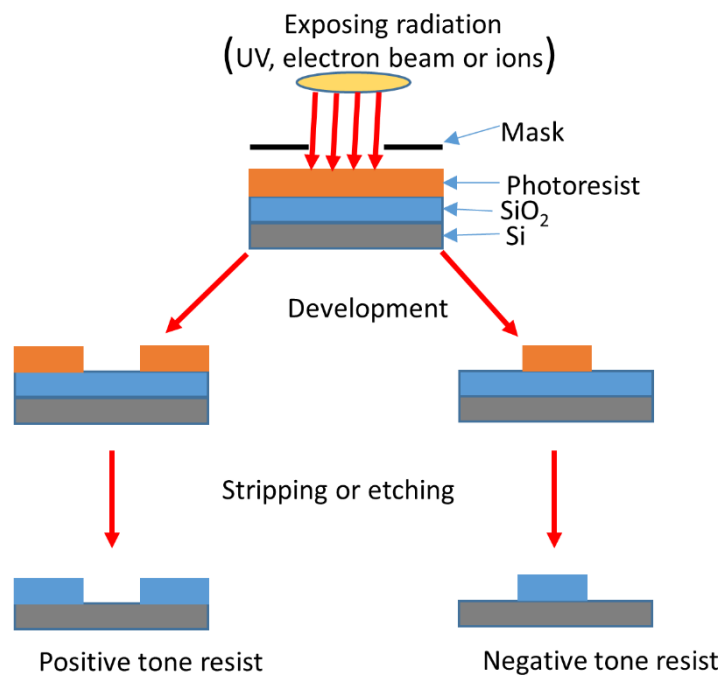 Exposing radiation
(UV, electron beam or ions)
Mask
Photoresist
SiO₂
Si
Development
Stripping or etching
Positive tone resist
Negative tone resist